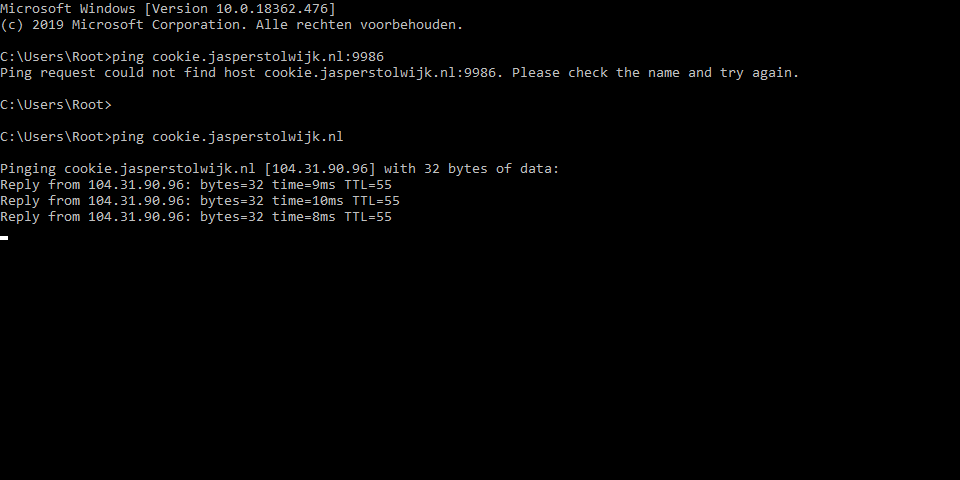 Microsoft Windows [Version 10.0.18362.476]
(c) 2019 Microsoft Corporation. Alle rechten voorbehouden.
C:\Users\Root>ping cookie.jasperstolwijk.nl:9986
Ping request could not find host cookie.jasperstolwijk.nl:9986. Please check the name and try again.
C:\Users\Root>
C:\Users\Root>ping cookie.jasperstolwijk.nl
Pinging cookie.jasperstolwijk.nl [104.31.90.96] with 32 bytes of data:
Reply from 104.31.90.96: bytes=32 time=9ms TTL=55
Reply from 104.31.90.96: bytes=32 time=10ms TTL=55
Reply from 104.31.90.96: bytes=32 time=8ms TTL=55